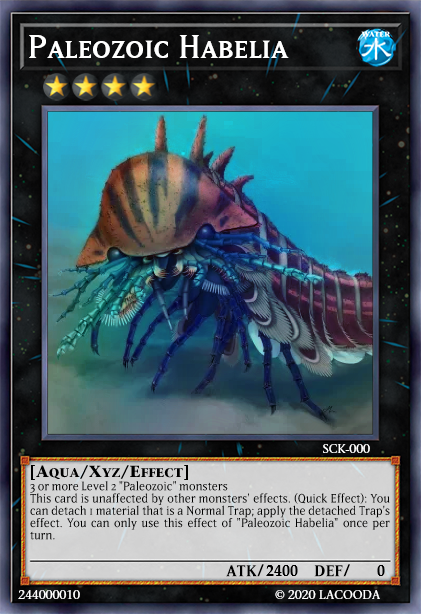 Paleozoic Habelia
WATER
水
SCK-000
[Aqua/Xyz/Effect]
3 or more Level 2 "Paleozoic" monsters
This card is unaffected by other monsters' effects. (Quick Effect): You
can detach 1 material that is a Normal Trap; apply the detached Trap's
effect. You can only use this effect of "Paleozoic Habelia" once per
turn.
ATK/2400 DEF/ 0
244000010 © 2020 LACOODA